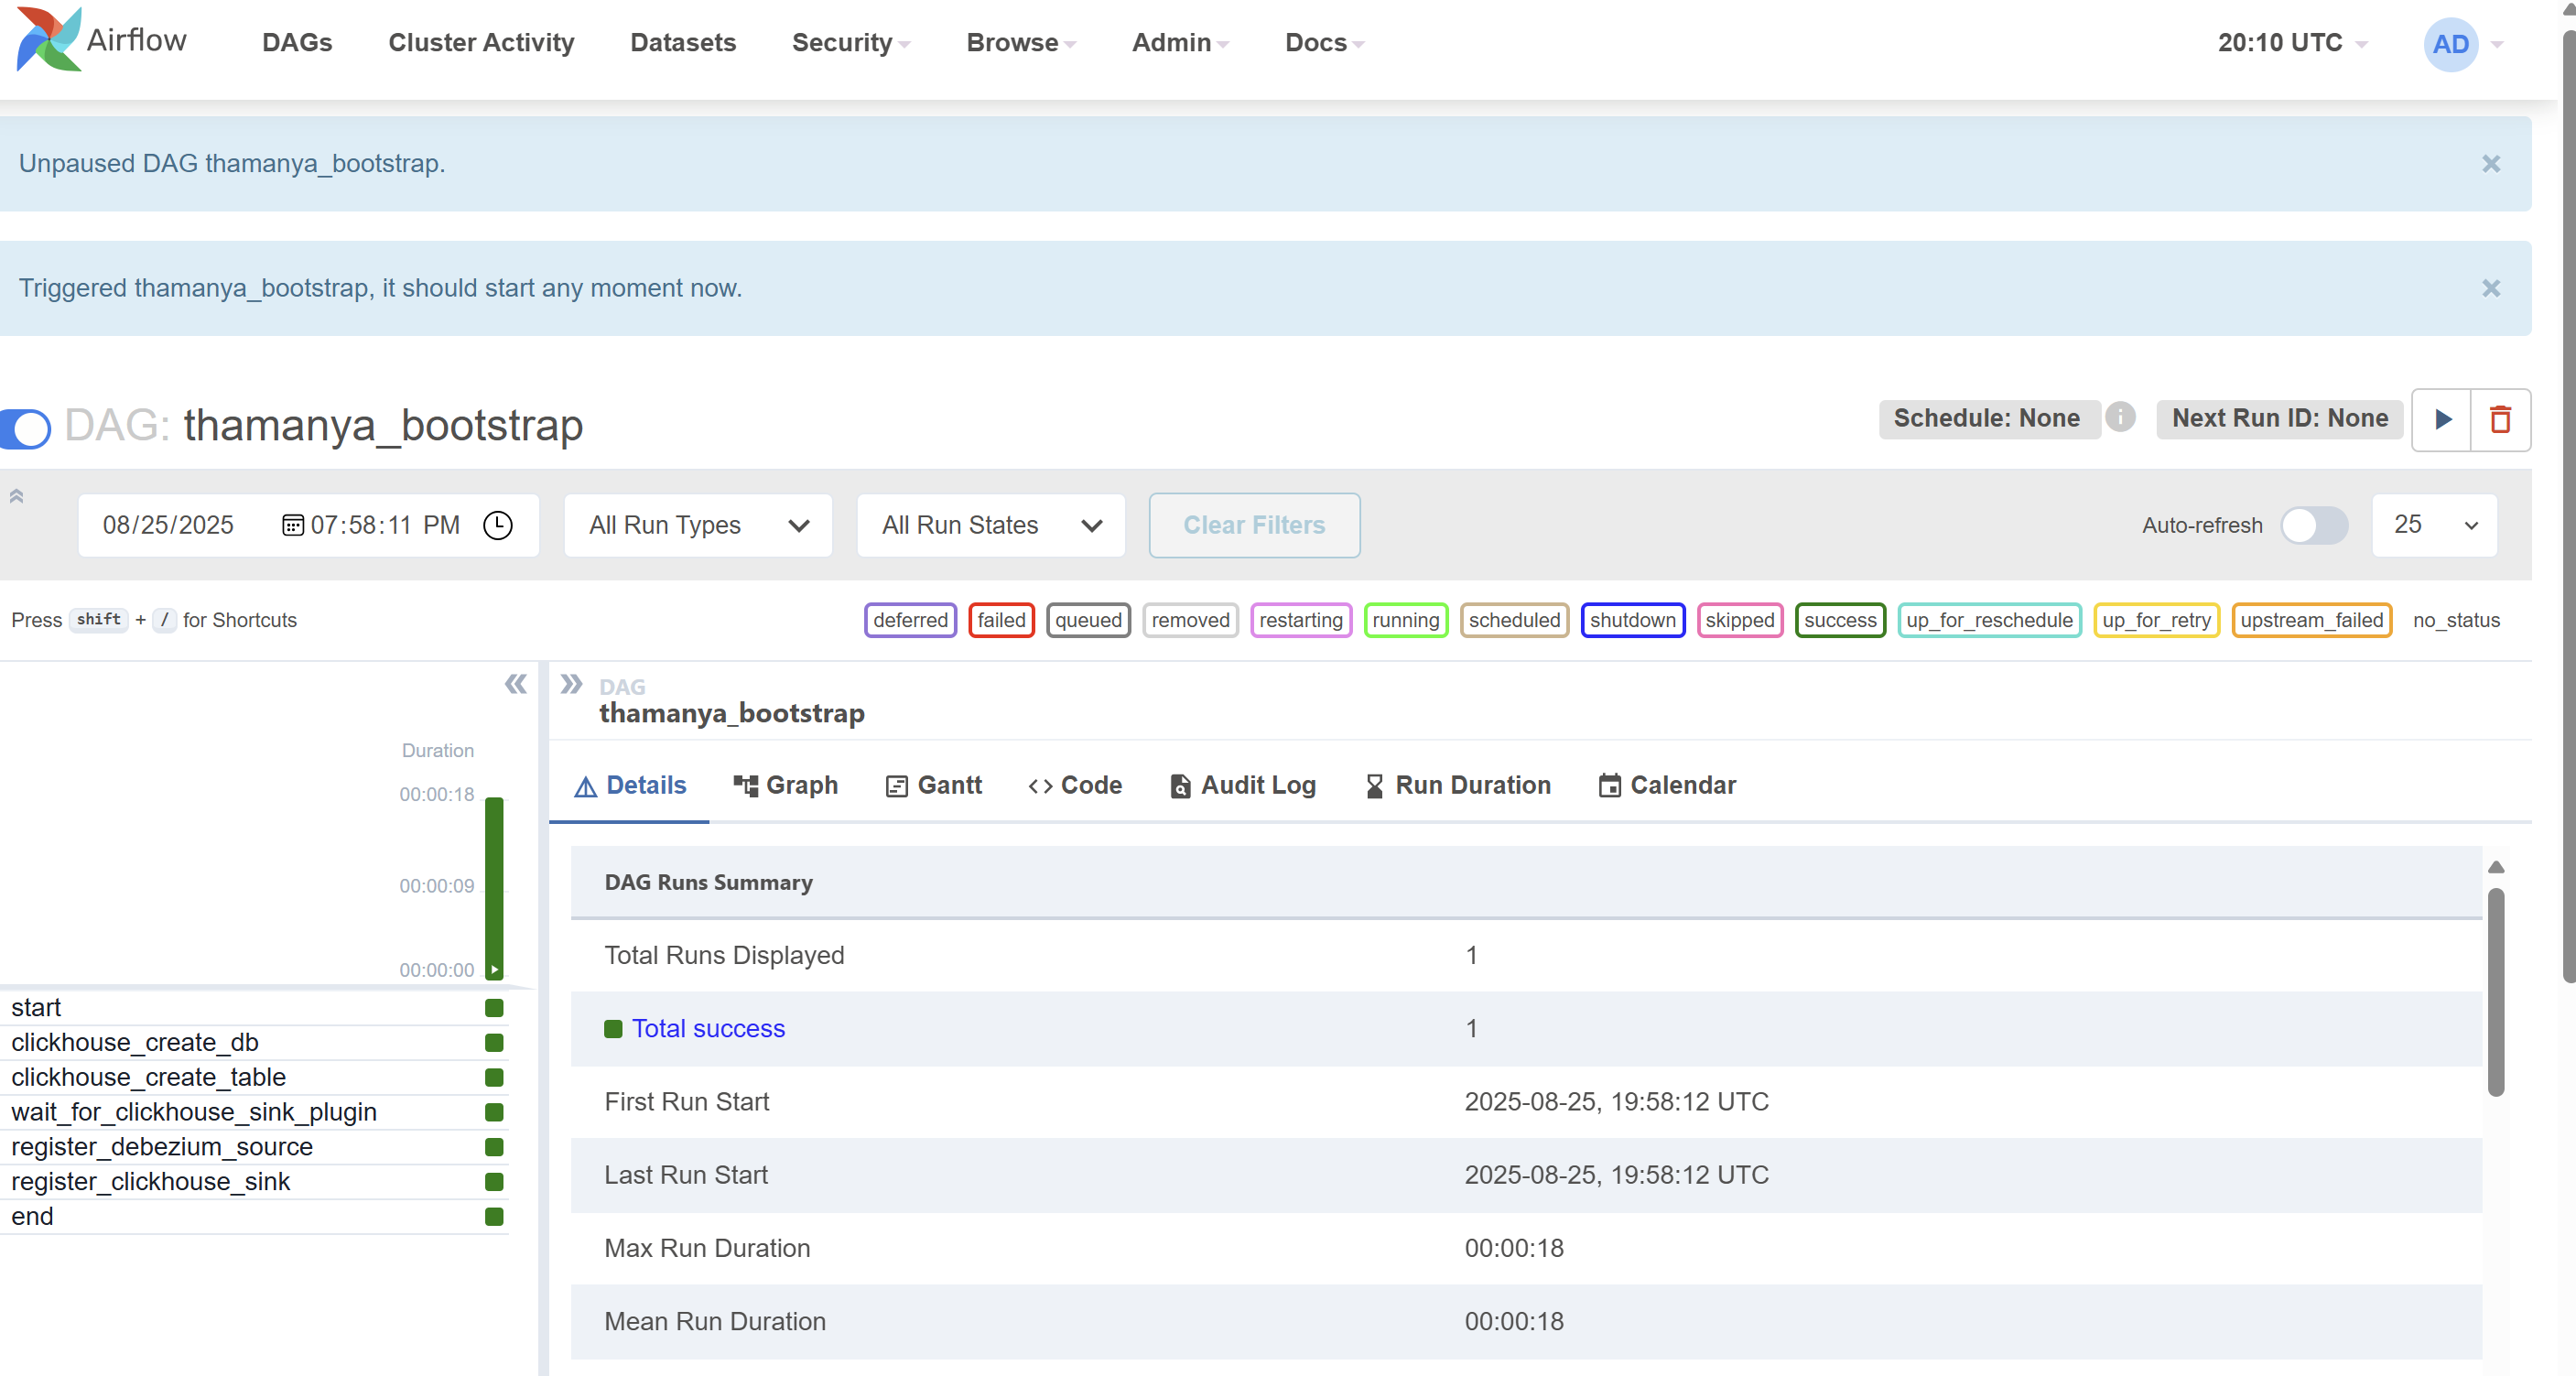 Airflow DAGs Cluster Activity Datasets Security Browse Admin Docs 20:10 UTC AD
Unpaused DAG thamanya_bootstrap. ×
Triggered thamanya_bootstrap, it should start any moment now. ×
DAG: thamanya_bootstrap Schedule: None i Next Run ID: None
08/25/2025 07:58:11 PM All Run Types All Run States Clear Filters Auto-refresh 25
Press shift + / for Shortcuts deferred failed queued removed restarting running scheduled shutdown skipped success up_for_reschedule up_for_retry upstream_failed no_status
DAG
thamanya_bootstrap
Duration
00:00:18
00:00:09
00:00:00
start
clickhouse_create_db
clickhouse_create_table
wait_for_clickhouse_sink_plugin
register_debezium_source
register_clickhouse_sink
end
Details Graph Gantt <> Code Audit Log Run Duration Calendar
DAG Runs Summary
Total Runs Displayed 1
Total success 1
First Run Start 2025-08-25, 19:58:12 UTC
Last Run Start 2025-08-25, 19:58:12 UTC
Max Run Duration 00:00:18
Mean Run Duration 00:00:18